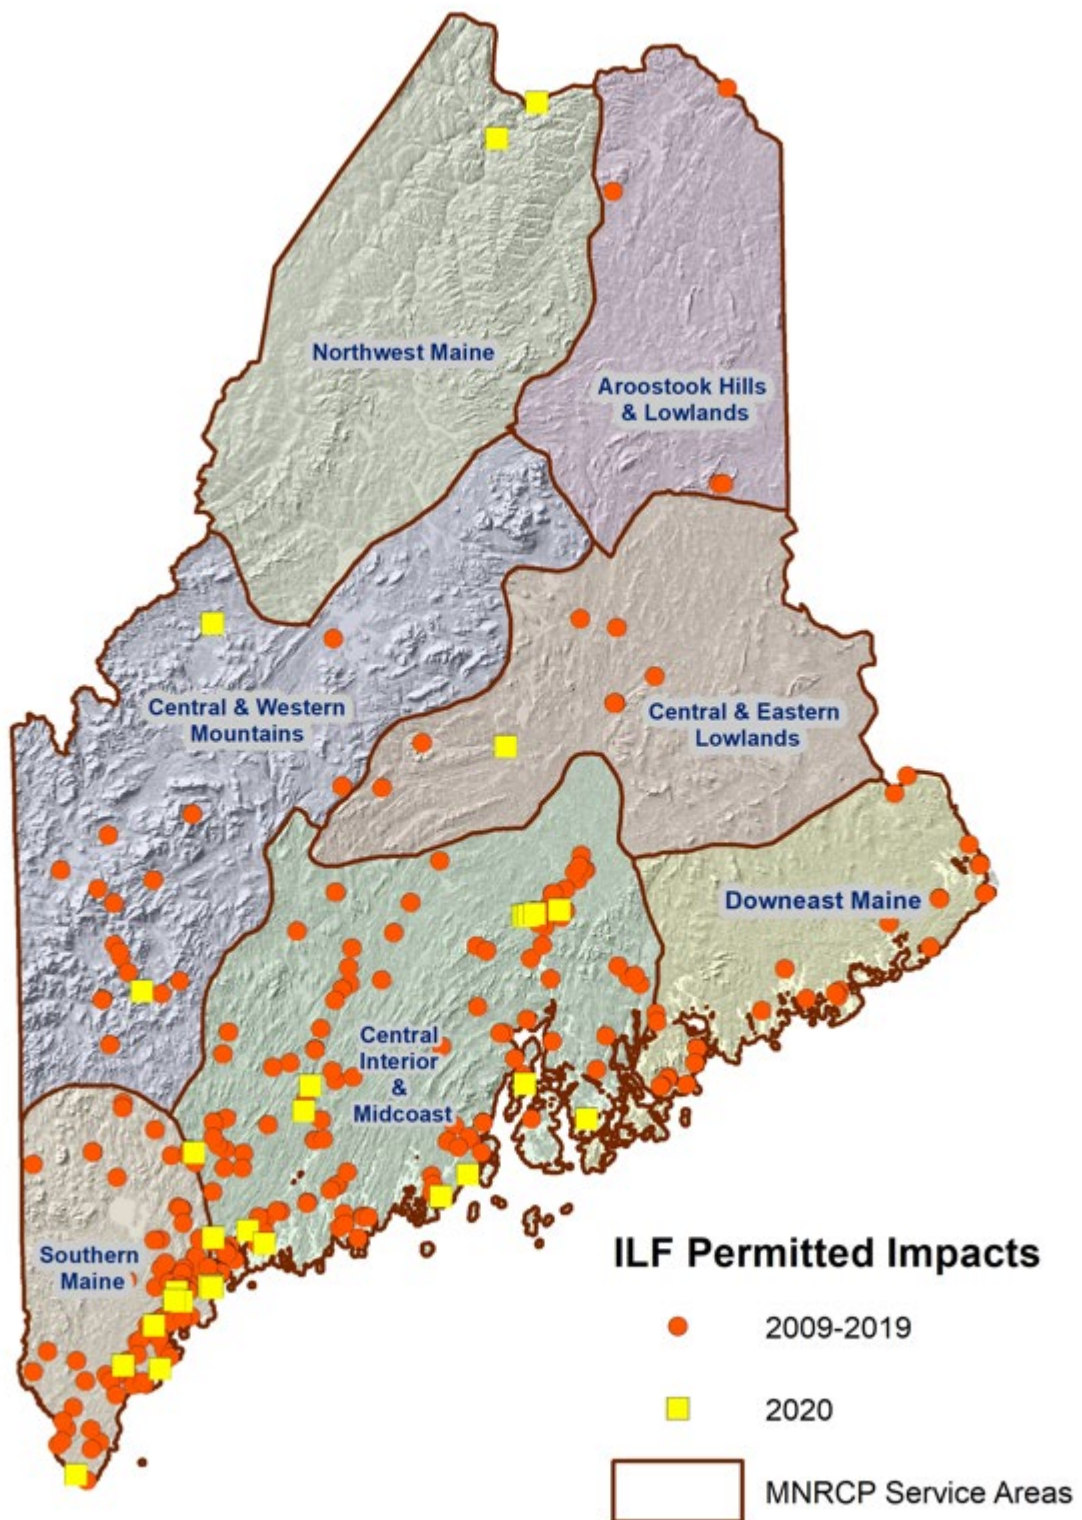 Northwest Maine
Aroostook Hills
& Lowlands
Central & Western
Mountains
Central & Eastern
Lowlands
Downeast Maine
Central
Interior
&
Midcoast
Southern
Maine
ILF Permitted Impacts
2009-2019
2020
MNRCP Service Areas